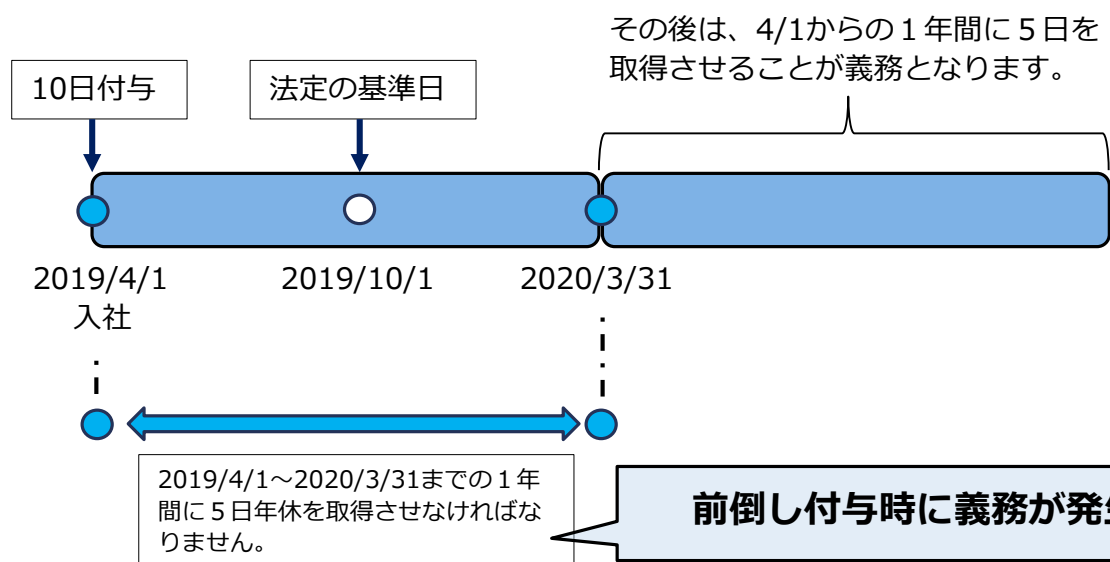 その後は、4/1からの１年間に５日を
取得させることが義務となります。
10日付与
法定の基準日
2019/4/1
入社
2019/10/1
2020/3/31
2019/4/1～2020/3/31までの１年
間に５日年休を取得させなければな
りません。
前倒し付与時に義務が発